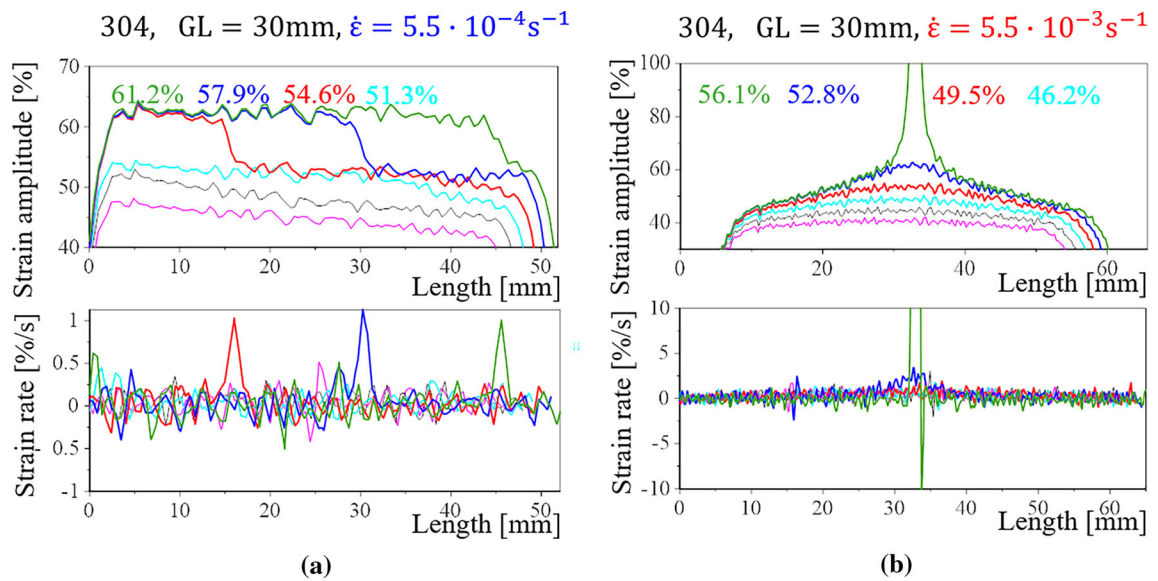 304, GL = 30mm, ε̇ = 5.5 · 10⁻⁴s⁻¹
70
60
50
40
Strain amplitude [%]
61.2% 57.9% 54.6% 51.3%
0 10 20 30 40 50
Length [mm]
1
0.5
0
0.5
-1
Strain rate [%/s]
0 10 20 30 40 50
Length [mm]
(a)
304, GL = 30mm, ε̇ = 5.5 · 10⁻³s⁻¹
100
80
60
40
Strain amplitude [%]
56.1% 52.8% 49.5% 46.2%
0 20 40 60
Length [mm]
10
5
0
-5
-10
Strain rate [%/s]
0 10 20 30 40 50 60
Length [mm]
(b)